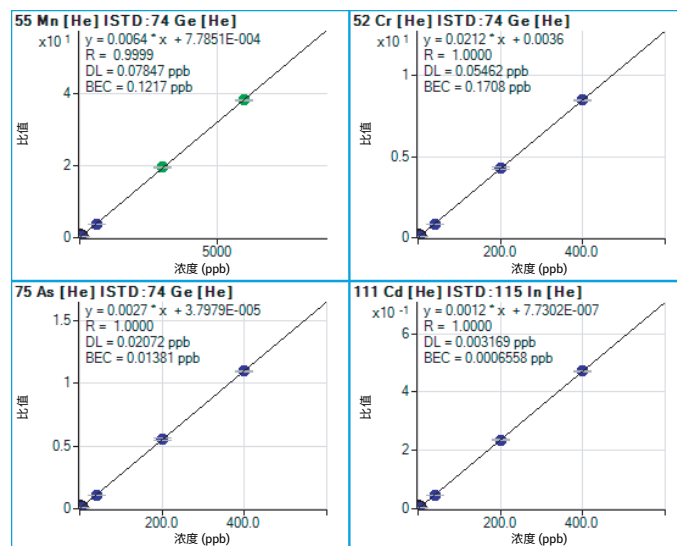 55 Mn [He] ISTD:74 Ge [He]
x10 1
y = 0.0064 * x + 7.7851E-004
R = 0.9999
DL = 0.07847 ppb
BEC = 0.1217 ppb
比值
4
2
0
5000
浓度 (ppb)
52 Cr [He] ISTD:74 Ge [He]
x10 1
y = 0.0212 * x + 0.0036
R = 1.0000
DL = 0.05462 ppb
BEC = 0.1708 ppb
比值
1
0.5
0
200.0 400.0
浓度 (ppb)
75 As [He] ISTD:74 Ge [He]
y = 0.0027 * x + 3.7979E-005
R = 1.0000
DL = 0.02072 ppb
BEC = 0.01381 ppb
比值
1.5
1
0.5
0
200.0 400.0
浓度 (ppb)
111 Cd [He] ISTD:115 In [He]
x10 -1
y = 0.0012 * x + 7.7302E-007
R = 1.0000
DL = 0.003169 ppb
BEC = 0.0006558 ppb
比值
6
4
2
0
200.0 400.0
浓度 (ppb)